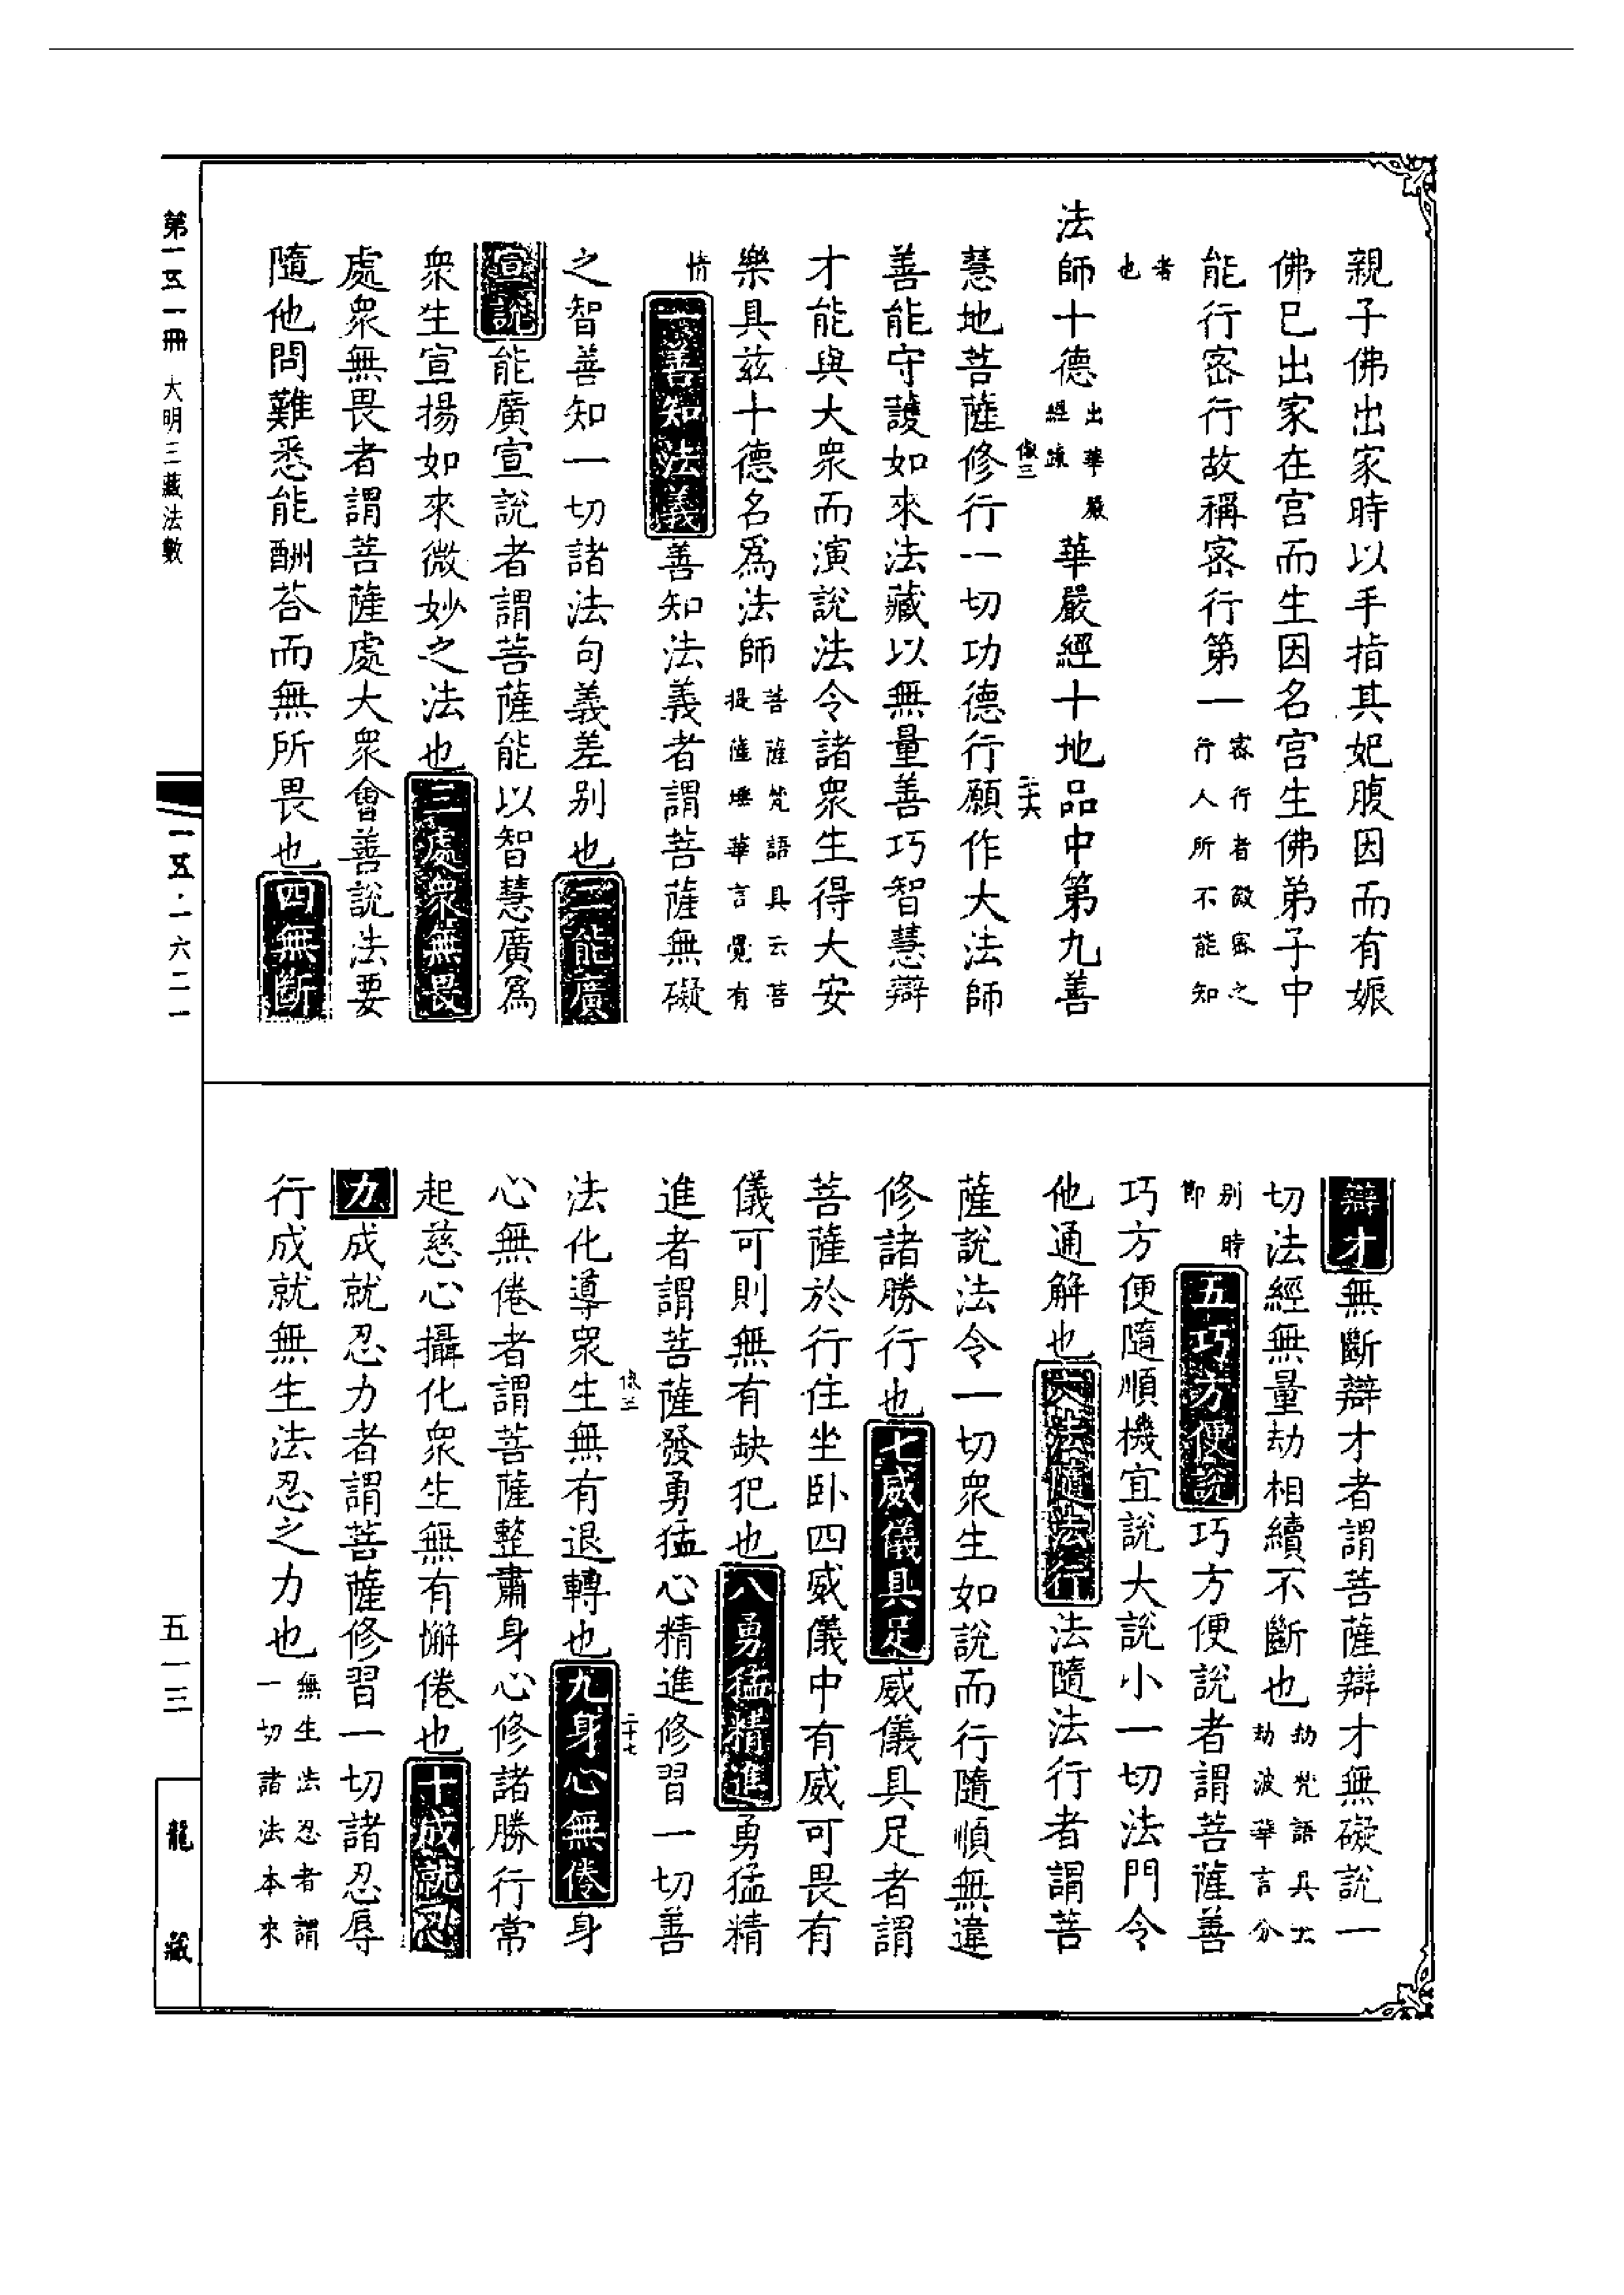 親子佛出家時以手指其妃腹因而有娠
佛已出家在宫而生因名宫生佛弟子中
能行密行故稱密行第一密行者微密之行人所不能知
者也
法師十德出華嚴經疏 華嚴經十地品中第九善
慧地菩薩修行一切功德行願作大法師
善能守護如來法藏以無量善巧智慧辯
才能與大衆而演說法令諸衆生得大安
樂具兹十德名爲法師菩薩梵語具云菩提薩埵華言覺有
情 一善知法義善知法義者謂菩薩無礙
之智善知一切諸法句義差别也二能廣
宣說能廣宣說者謂菩薩能以智慧廣爲
衆生宣揚如來微妙之法也三處衆無畏
處衆無畏者謂菩薩處大衆會善說法要
隨他問難悉能酬荅而無所畏也四無斷
第一五一冊 大明三藏法數
一五·一六二一
辯才無斷辯才者謂菩薩辯才無礙說一
切法經無量劫相續不斷也劫梵語具云劫波華言分
别時節五巧方便說巧方便說者謂菩薩善
巧方便隨順機宜說大說小一切法門令
他通解也六法隨法行法隨法行者謂菩
薩說法令一切衆生如說而行隨順無違
修諸勝行也七威儀具足威儀具足者謂
菩薩於行住坐卧四威儀中有威可畏有
儀可則無有缺犯也八勇猛精進勇猛精
進者謂菩薩發勇猛心精進修習一切善
法化導衆生無有退轉也九身心無倦身
心無倦者謂菩薩整肅身心修諸勝行常
起慈心攝化衆生無有懈倦也十成就忍
力成就忍力者謂菩薩修習一切諸忍辱
行成就無生法忍之力也無生法忍者謂一切諸法本來
五一三
龍藏